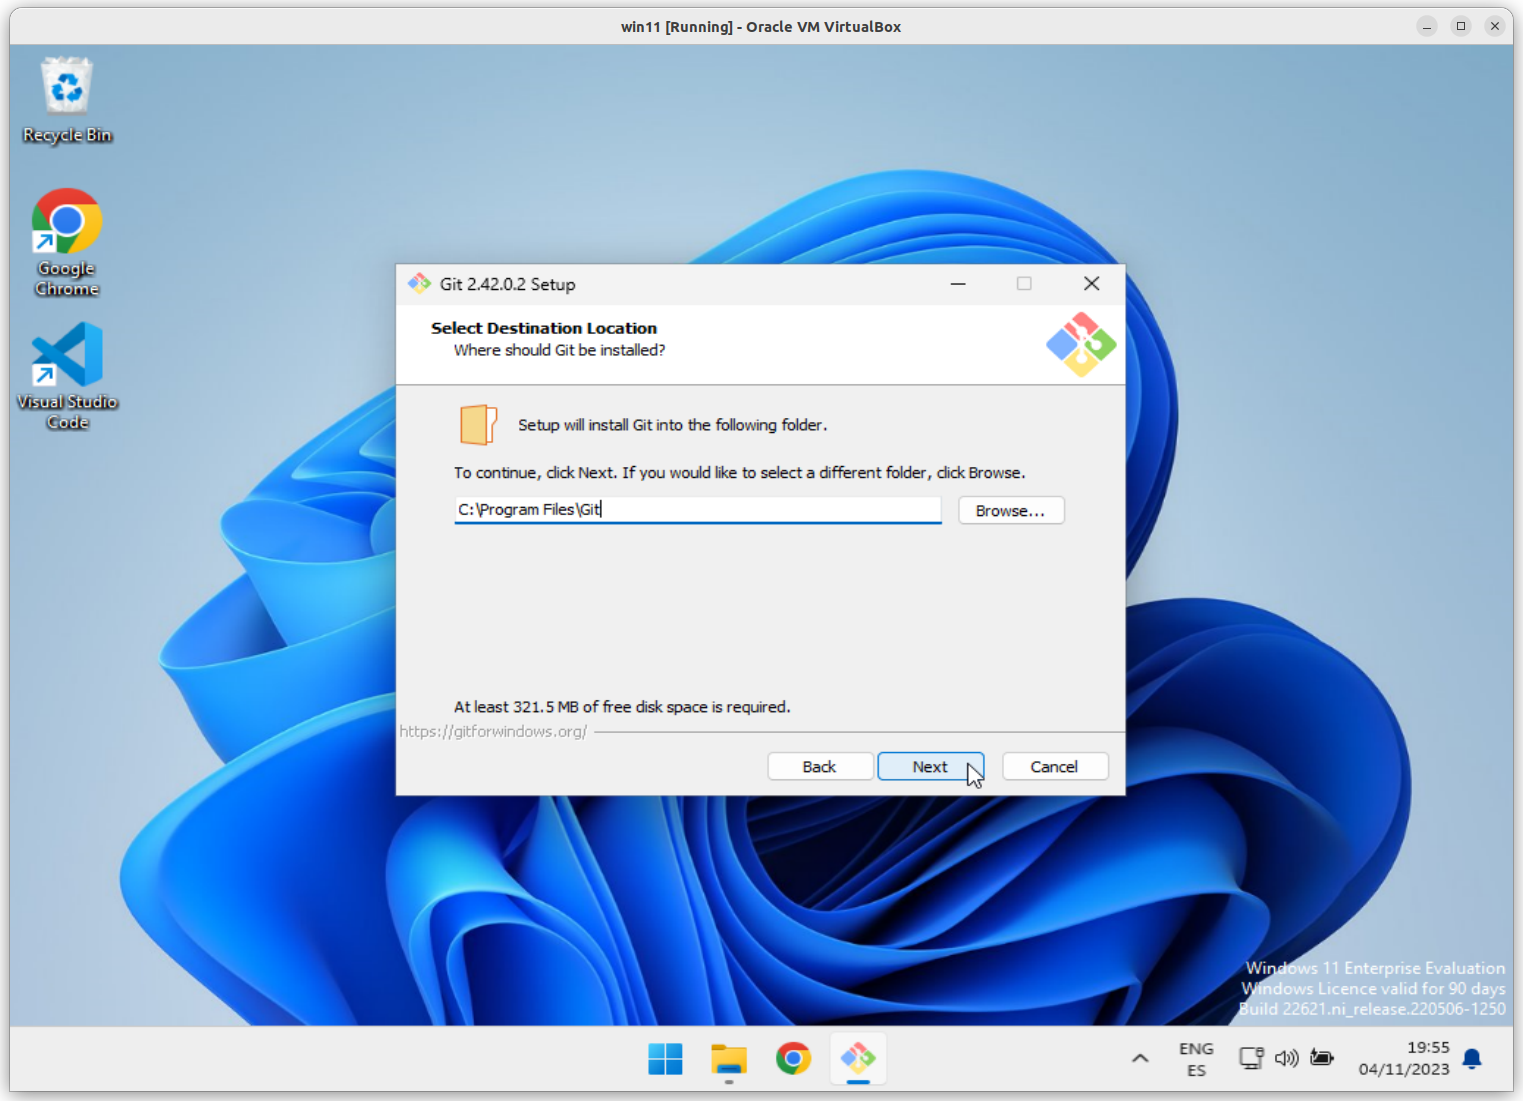 win11 [Running] - Oracle VM VirtualBox
Recycle Bin
Google
Chrome
Visual Studio
Code
Git 2.42.0.2 Setup
Select Destination Location
Where should Git be installed?
Setup will install Git into the following folder.
To continue, click Next. If you would like to select a different folder, click Browse.
C:\Program Files\Git
Browse...
At least 321.5 MB of free disk space is required.
https://gitforwindows.org/
Back
Next
Cancel
Windows 11 Enterprise Evaluation
Windows Licence valid for 90 days
Build 22621.ni_release.220506-1250
ENG
ES
19:55
04/11/2023